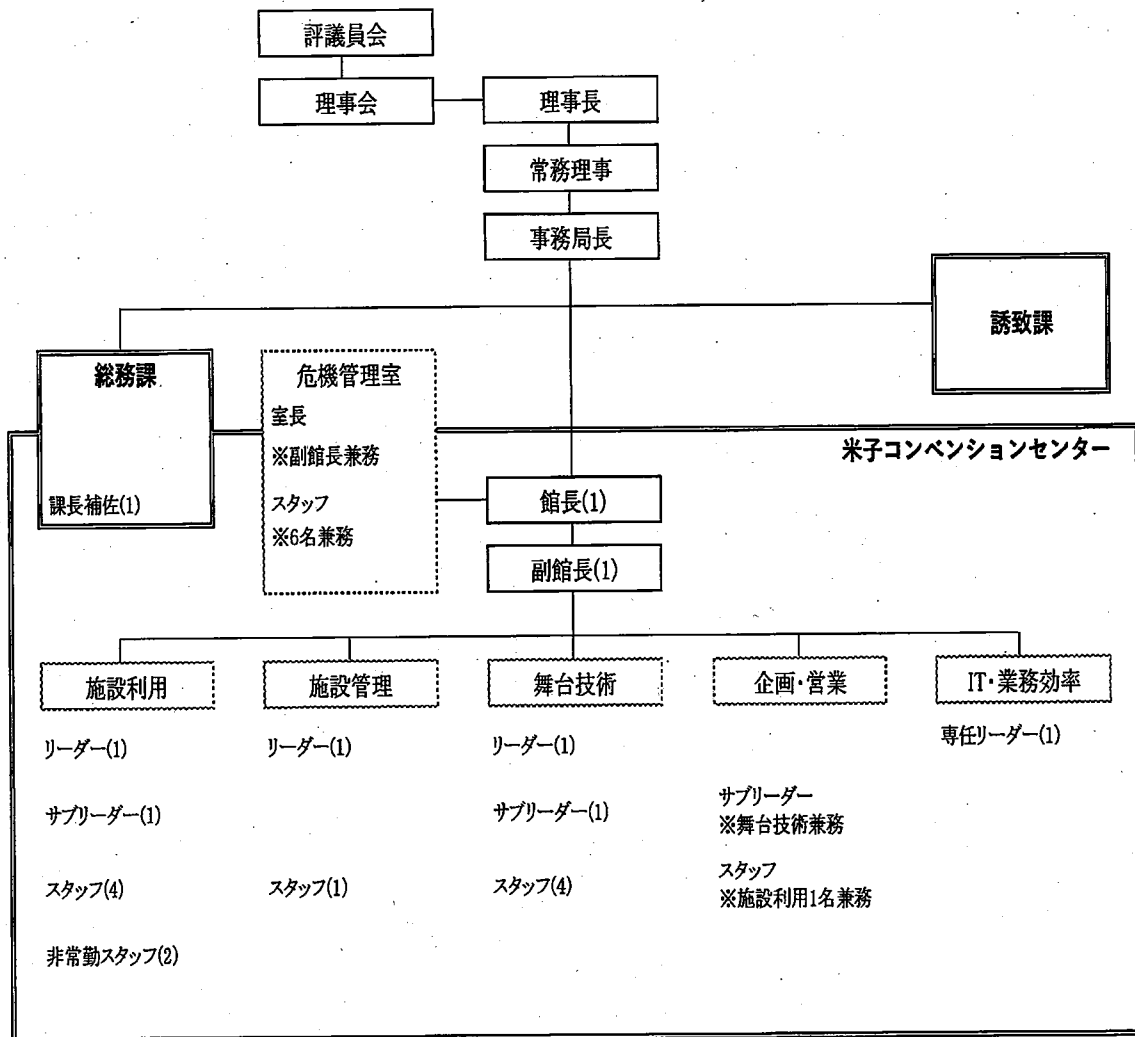 評議員会
理事会
理事長
常務理事
事務局長
誘致課
総務課
課長補佐(1)
危機管理室
室長
※副館長兼務
スタッフ
※6名兼務
米子コンベンションセンター
館長(1)
副館長(1)
施設利用
リーダー(1)
サブリーダー(1)
スタッフ(4)
非常勤スタッフ(2)
施設管理
リーダー(1)
スタッフ(1)
舞台技術
リーダー(1)
サブリーダー(1)
スタッフ(4)
企画・営業
サブリーダー
※舞台技術兼務
スタッフ
※施設利用1名兼務
IT・業務効率
専任リーダー(1)